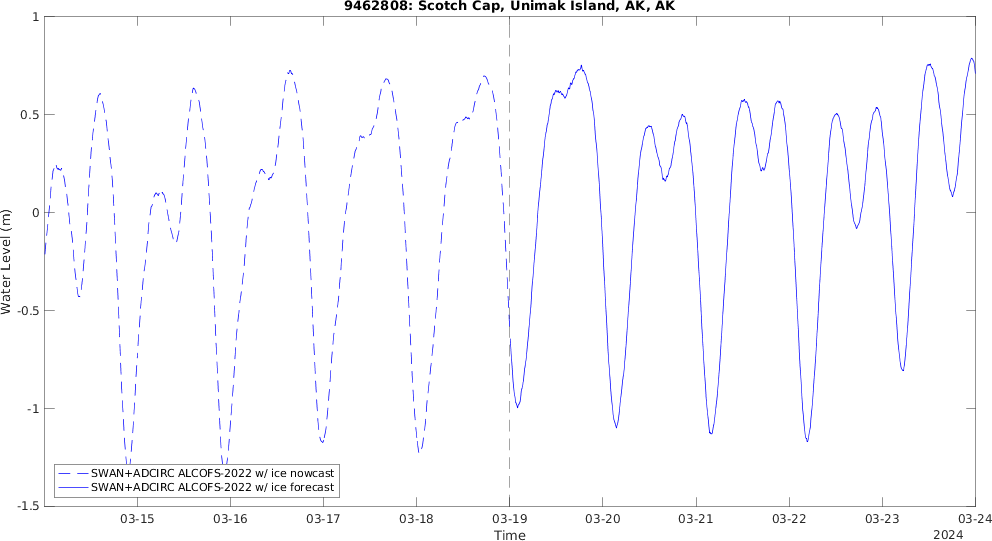 9462808: Scotch Cap, Unimak Island, AK, AK
1
0.5
0
-0.5
-1
-1.5
Water Level (m)
SWAN+ADCIRC ALCOFS-2022 w/ ice nowcast
SWAN+ADCIRC ALCOFS-2022 w/ ice forecast
03-15 03-16 03-17 03-18 03-19 03-20 03-21 03-22 03-23 03-24
Time
2024